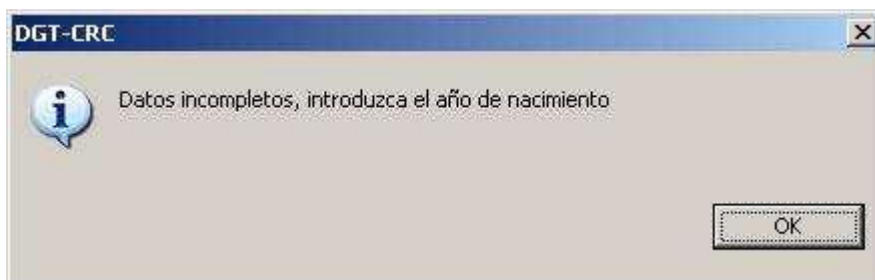 DGT-CRC
Datos incompletos, introduzca el año de nacimiento
OK